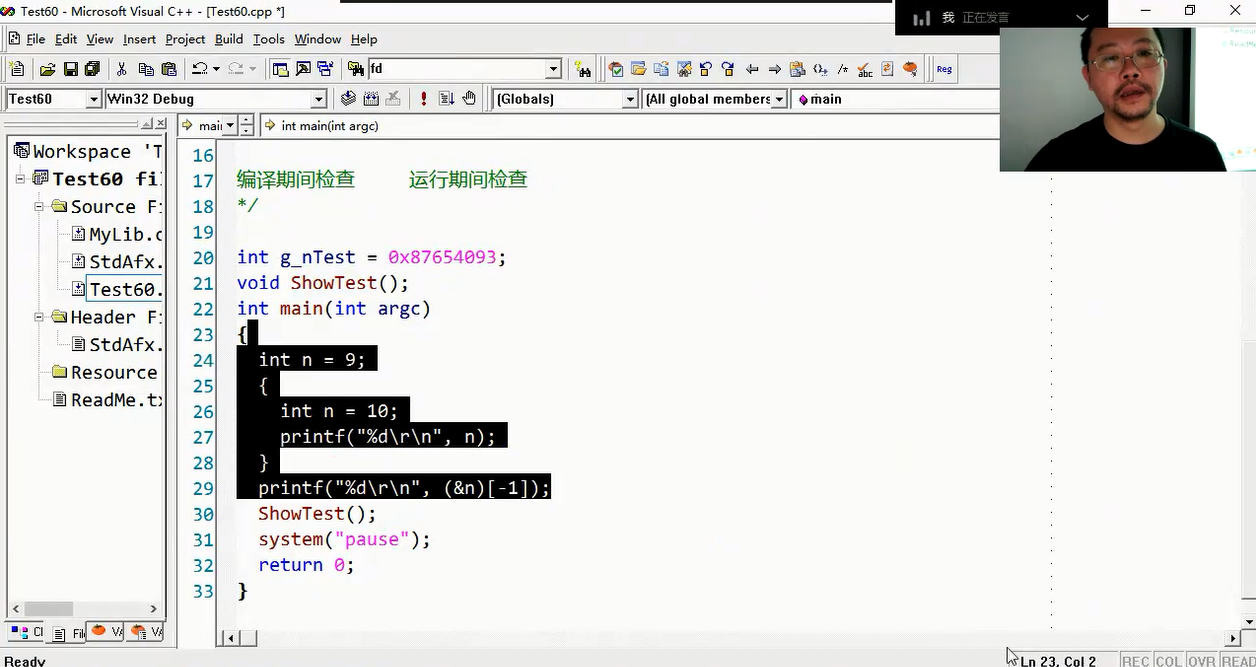 Test60 - Microsoft Visual C++ - [Test60.cpp *]
我 正在发言
File Edit View Insert Project Build Tools Window Help
fd
Reg
Test60 Win32 Debug (Globals) (All global members main
mai int main(int argc)
Workspace 'T
Test60 fi
Source F
MyLib.c
StdAfx.
Test60.
Header F
StdAfx.
Resource
ReadMe.tx
16
17 编译期间检查 运行期间检查
18 */
19
20 int g_nTest = 0x87654093;
21 void ShowTest();
22 int main(int argc)
23 {
24 int n = 9;
25 {
26 int n = 10;
27 printf("%d\r\n", n);
28 }
29 printf("%d\r\n", (&n)[-1]);
30 ShowTest();
31 system("pause");
32 return 0;
33 }
Ready Ln 23, Col 2 REC COL OVR READ